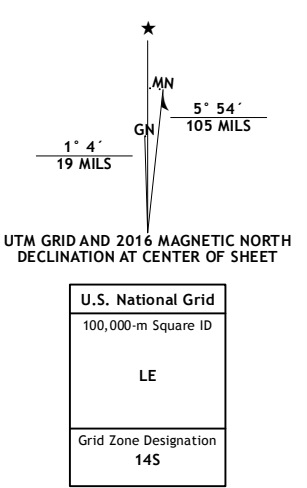 ★
MN
GN
5° 54´
105 MILS
1° 4´
19 MILS
UTM GRID AND 2016 MAGNETIC NORTH
DECLINATION AT CENTER OF SHEET
U.S. National Grid
100,000-m Square ID
LE
Grid Zone Designation
14S